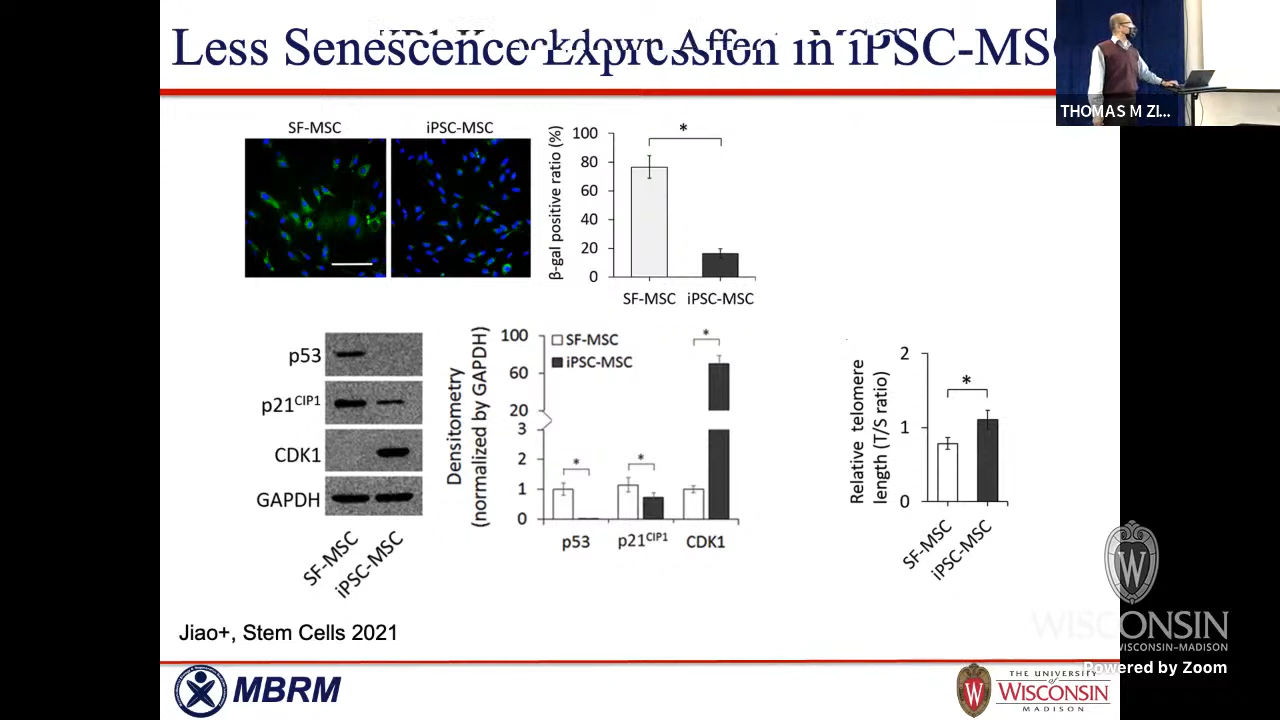 Less Senescence Expression in iPSC-MSC
THOMAS M ZI...
SF-MSC
iPSC-MSC
β-gal positive ratio (%)
100
80
60
40
20
0
*
SF-MSC iPSC-MSC
p53
p21CIP1
CDK1
GAPDH
SF-MSC
iPSC-MSC
Densitometry
(normalized by GAPDH)
100
60
20
3
2
1
0
SF-MSC
iPSC-MSC
*
*
*
p53 p21CIP1 CDK1
Relative telomere
length (T/S ratio)
2
1
0
*
SF-MSC
iPSC-MSC
Jiao+, Stem Cells 2021
MBRM
W
WISCONSIN
WISCONSIN–MADISON
Powered by Zoom
W
THE UNIVERSITY
of
WISCONSIN
MADISON